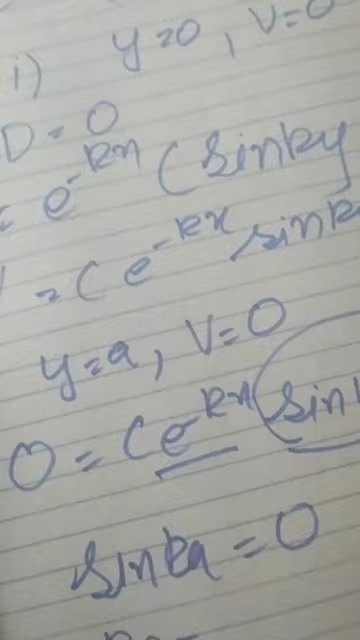 i) y=0, V=0
D=0
= e^-kx (sinky
V = Ce^-kx sink
y=a, V=0
0 = Ce^-kx (sin
sinka = 0